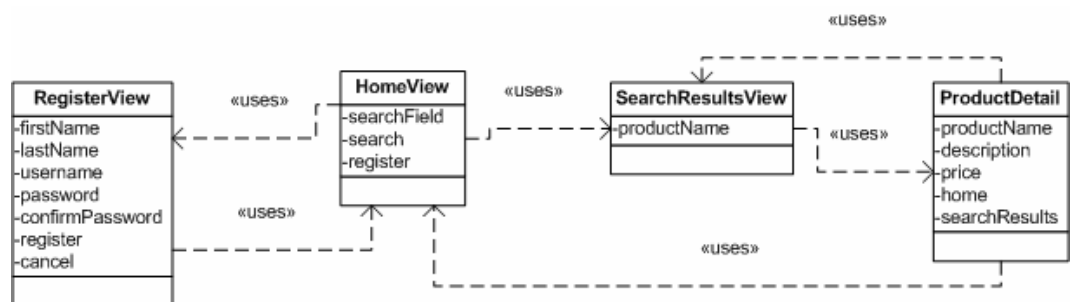 «uses»
RegisterView
-firstName
-lastName
-username
-password
-confirmPassword
-register
-cancel
«uses»
«uses»
HomeView
-searchField
-search
-register
«uses»
SearchResultsView
-productName
«uses»
«uses»
ProductDetail
-productName
-description
-price
-home
-searchResults